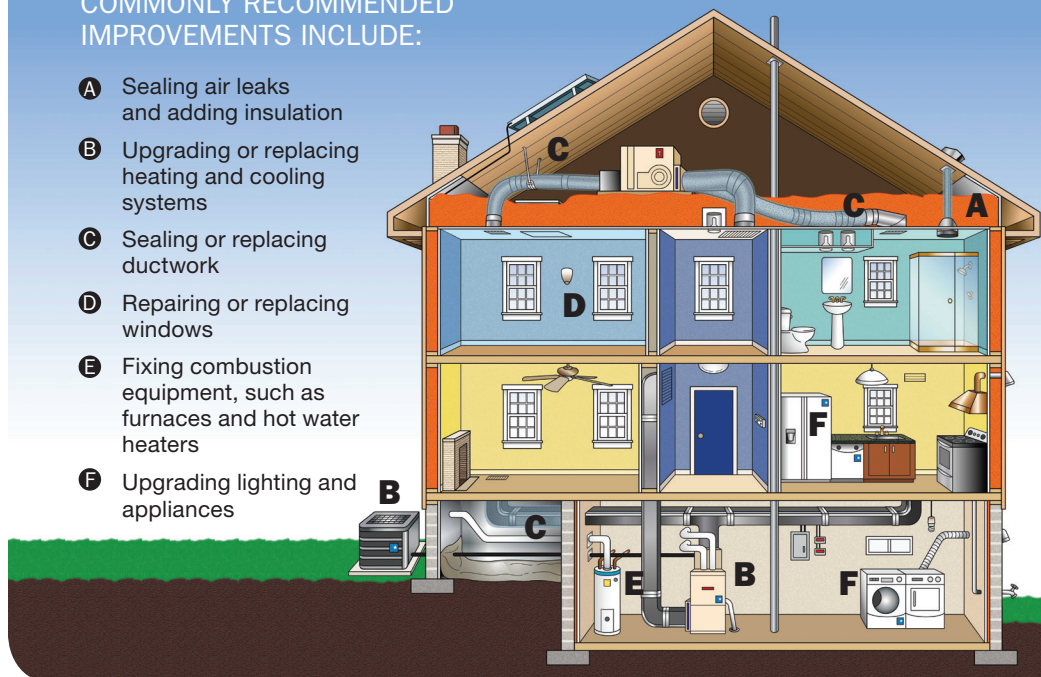 COMMONLY RECOMMENDED
IMPROVEMENTS INCLUDE:
A Sealing air leaks
and adding insulation
B Upgrading or replacing
heating and cooling
systems
C Sealing or replacing
ductwork
D Repairing or replacing
windows
E Fixing combustion
equipment, such as
furnaces and hot water
heaters
F Upgrading lighting and
appliances
C
C
A
D
F
B
C
E
B
F